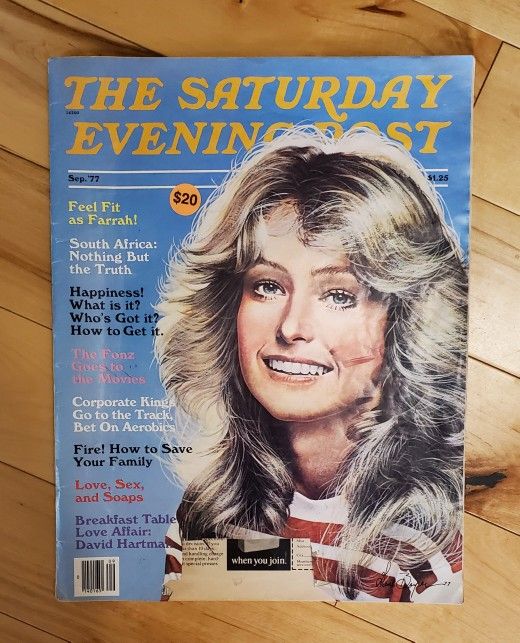 THE SATURDAY
EVENING POST
Sep. '77
$1.25
$20
Feel Fit
as Farrah!
South Africa:
Nothing But
the Truth
Happiness!
What is it?
Who's Got it?
How to Get it.
The Fonz
Goes to
the Movies
Corporate Kings
Go to the Track,
Bet On Aerobics
Fire! How to Save
Your Family
Love, Sex,
and Soaps
Breakfast Table
Love Affair:
David Hartman
when you join.